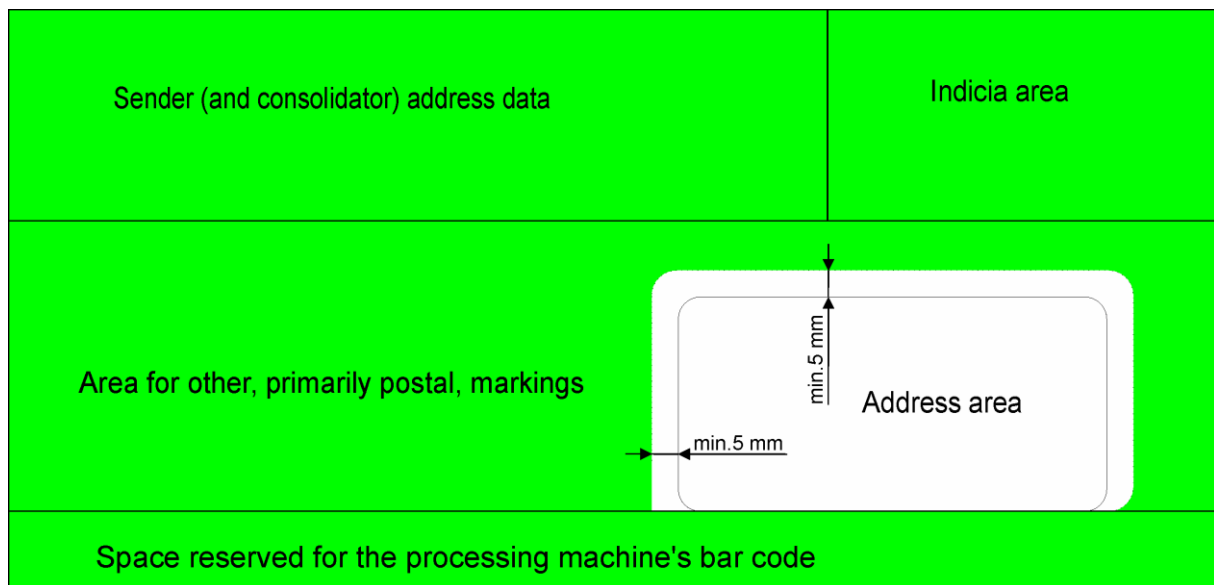 Sender (and consolidator) address data
Indicia area
min.5 mm
Area for other, primarily postal, markings
Address area
min.5 mm
Space reserved for the processing machine's bar code